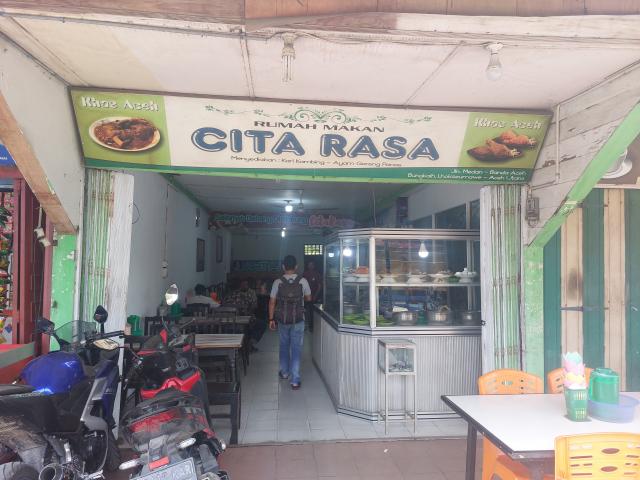 Khas Aceh
RUMAH MAKAN
CITA RASA
Menyediakan : Kari Kambing - Ayam Goreng Panas
Khas Aceh
Jln. Medan - Banda Aceh
Bungkaih, Lhokseumawe - Aceh Utara